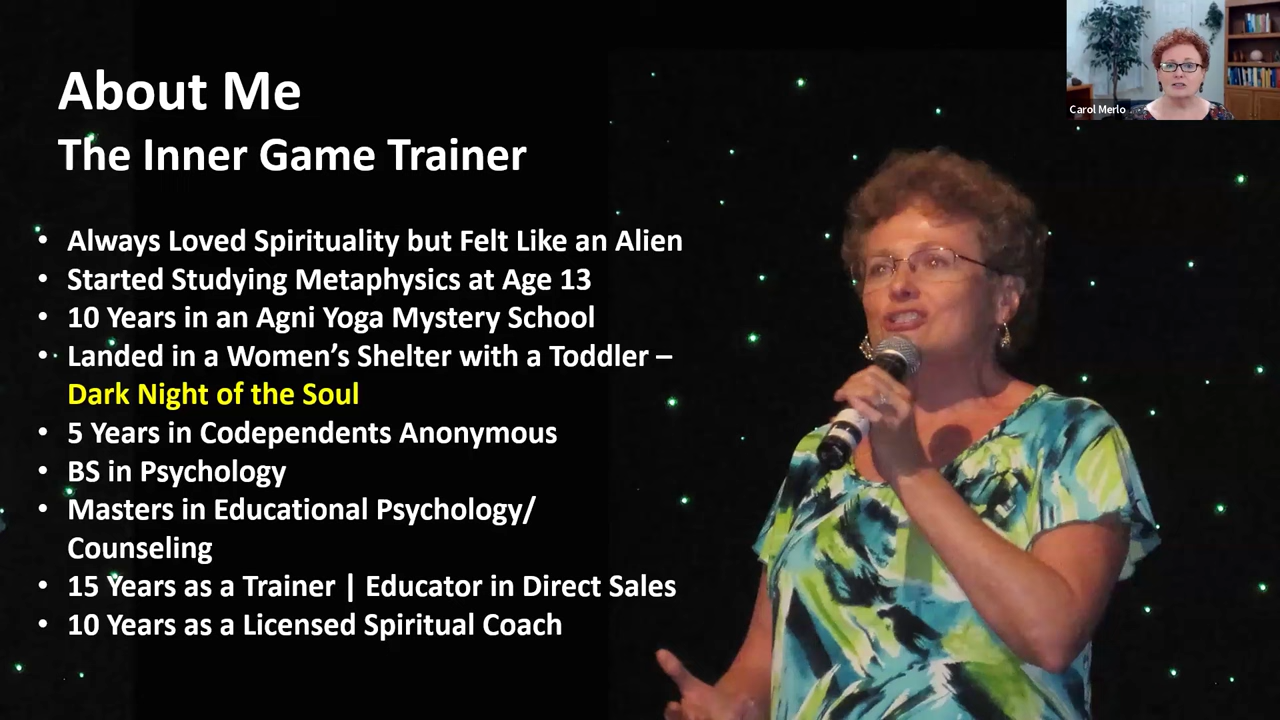 About Me
The Inner Game Trainer
• Always Loved Spirituality but Felt Like an Alien
• Started Studying Metaphysics at Age 13
• 10 Years in an Agni Yoga Mystery School
• Landed in a Women’s Shelter with a Toddler –
Dark Night of the Soul
• 5 Years in Codependents Anonymous
• BS in Psychology
• Masters in Educational Psychology/
Counseling
• 15 Years as a Trainer | Educator in Direct Sales
• 10 Years as a Licensed Spiritual Coach
Carol Merlo